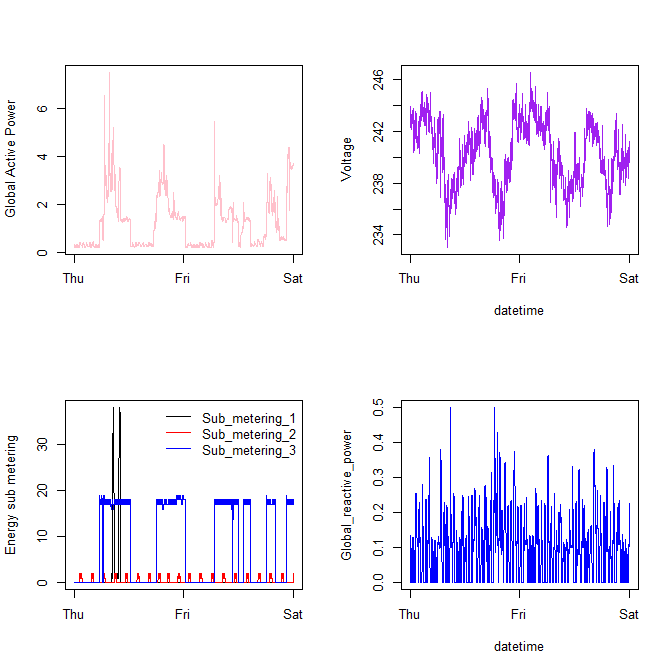 Global Active Power
6
4
2
0
Thu Fri Sat
Voltage
246
242
238
234
Thu Fri Sat
datetime
Energy sub metering
30
20
10
0
Sub_metering_1
Sub_metering_2
Sub_metering_3
Thu Fri Sat
Global_reactive_power
0.5
0.4
0.3
0.2
0.1
0.0
Thu Fri Sat
datetime